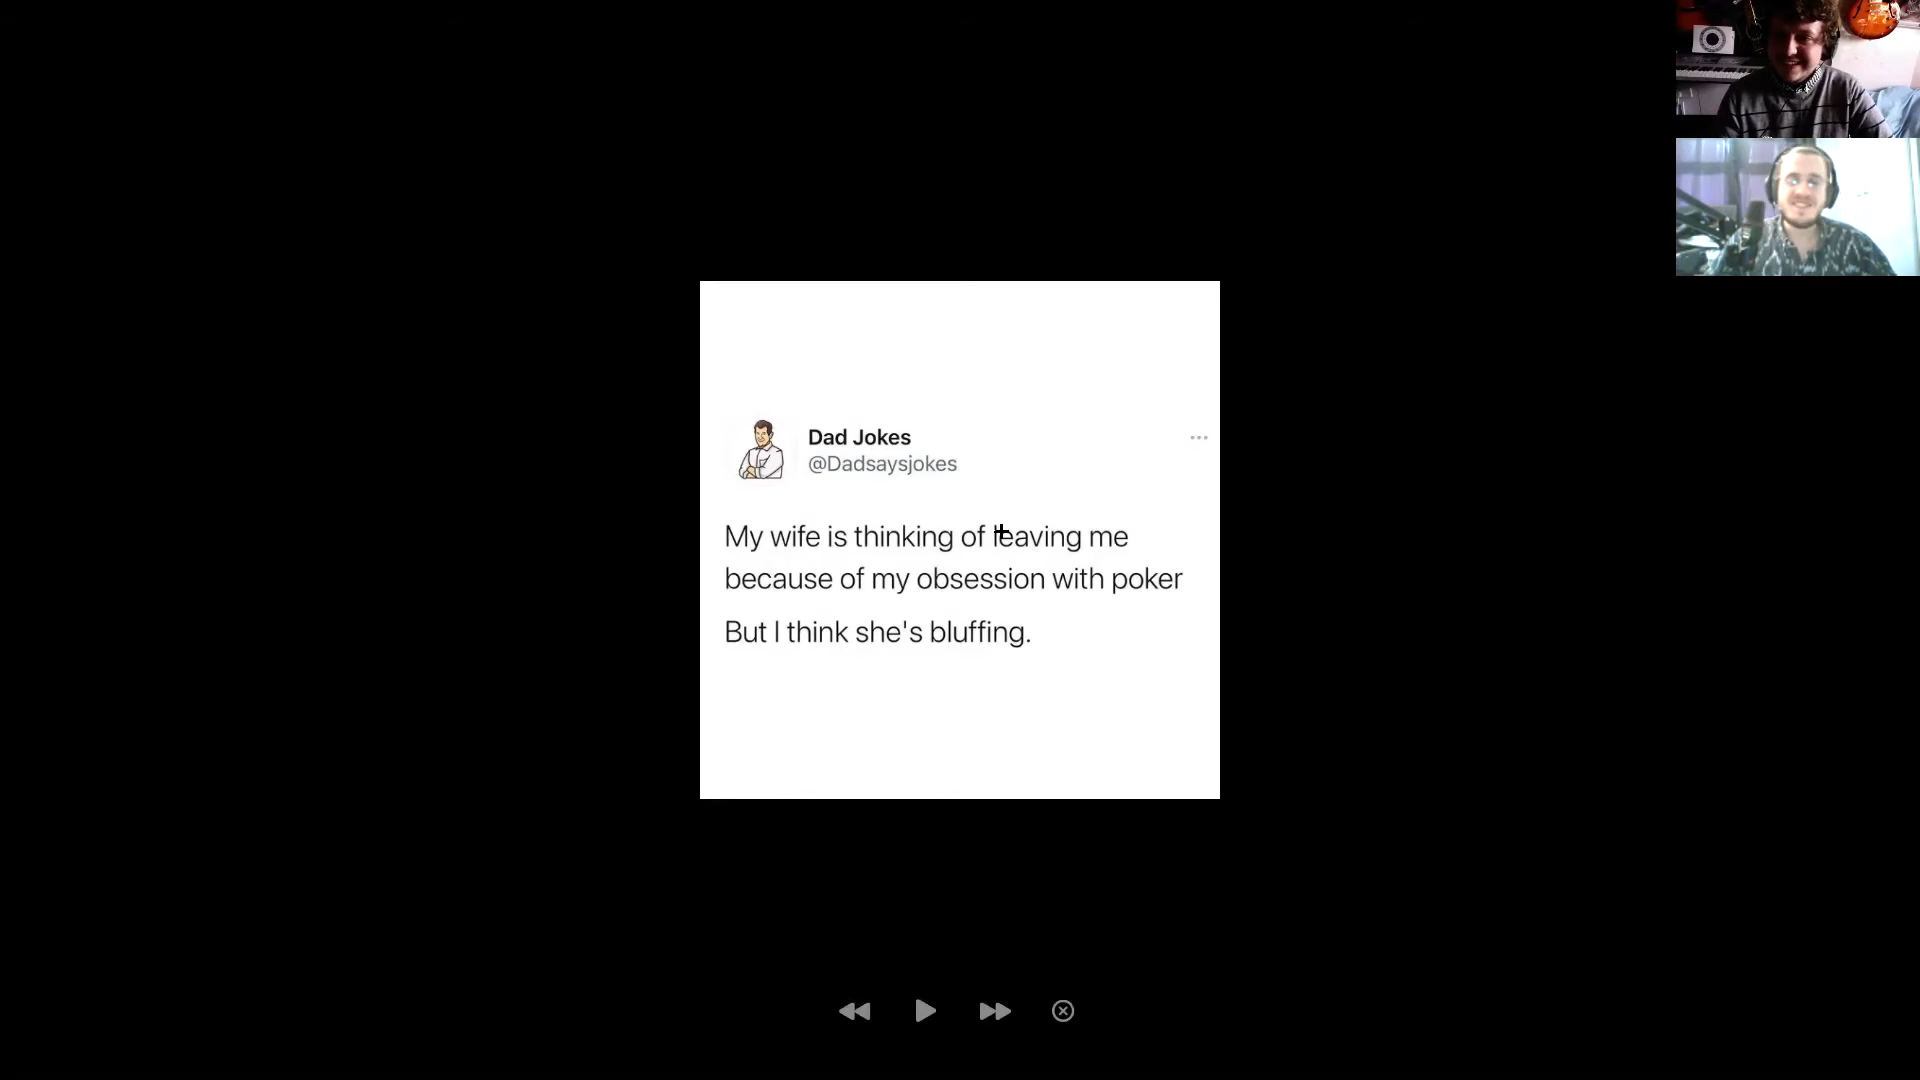 Dad Jokes
@Dadsaysjokes
My wife is thinking of leaving me
because of my obsession with poker
But I think she's bluffing.